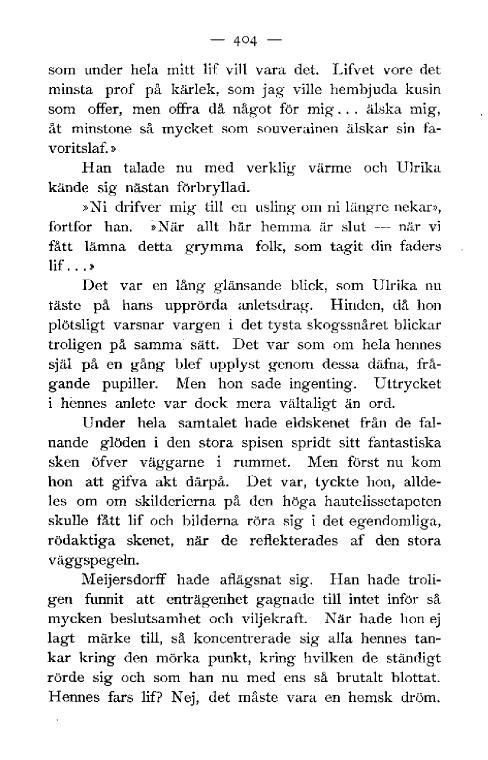 — 404 —
som under hela mitt lif vill vara det. Lifvet vore det
minsta prof på kärlek, som jag ville hembjuda kusin
som offer, men offra då något för mig... älska mig,
åt minstone så mycket som souverainen älskar sin fa-
voritslaf.»
Han talade nu med verklig värme och Ulrika
kände sig nästan förbryllad.
»Ni drifver mig till en usling om ni längre nekar»,
fortfor han. »När allt här hemma är slut — när vi
fått lämna detta grymma folk, som tagit din faders
lif...»
Det var en lång glänsande blick, som Ulrika nu
fäste på hans upprörda anletsdrag. Hinden, då hon
plötsligt varsnar vargen i det tysta skogssnåret blickar
troligen på samma sätt. Det var som om hela hennes
själ på en gång blef upplyst genom dessa däfna, frå-
gande pupiller. Men hon sade ingenting. Uttrycket
i hennes anlete var dock mera vältaligt än ord.
Under hela samtalet hade eldskenet från de fal-
nande glöden i den stora spisen spridt sitt fantastiska
sken öfver väggarne i rummet. Men först nu kom
hon att gifva akt därpå. Det var, tyckte hon, allde-
les om om skilderierna på den höga hautelissetapeten
skulle fått lif och bilderna röra sig i det egendomliga,
rödaktiga skenet, när de reflekterades af den stora
väggspegeln.
Meijersdorff hade aflägsnat sig. Han hade troli-
gen funnit att enträgenhet gagnade till intet inför så
mycken beslutsamhet och viljekraft. När hade hon ej
lagt märke till, så koncentrerade sig alla hennes tan-
kar kring den mörka punkt, kring hvilken de ständigt
rörde sig och som han nu med ens så brutalt blottat.
Hennes fars lif? Nej, det måste vara en hemsk dröm.